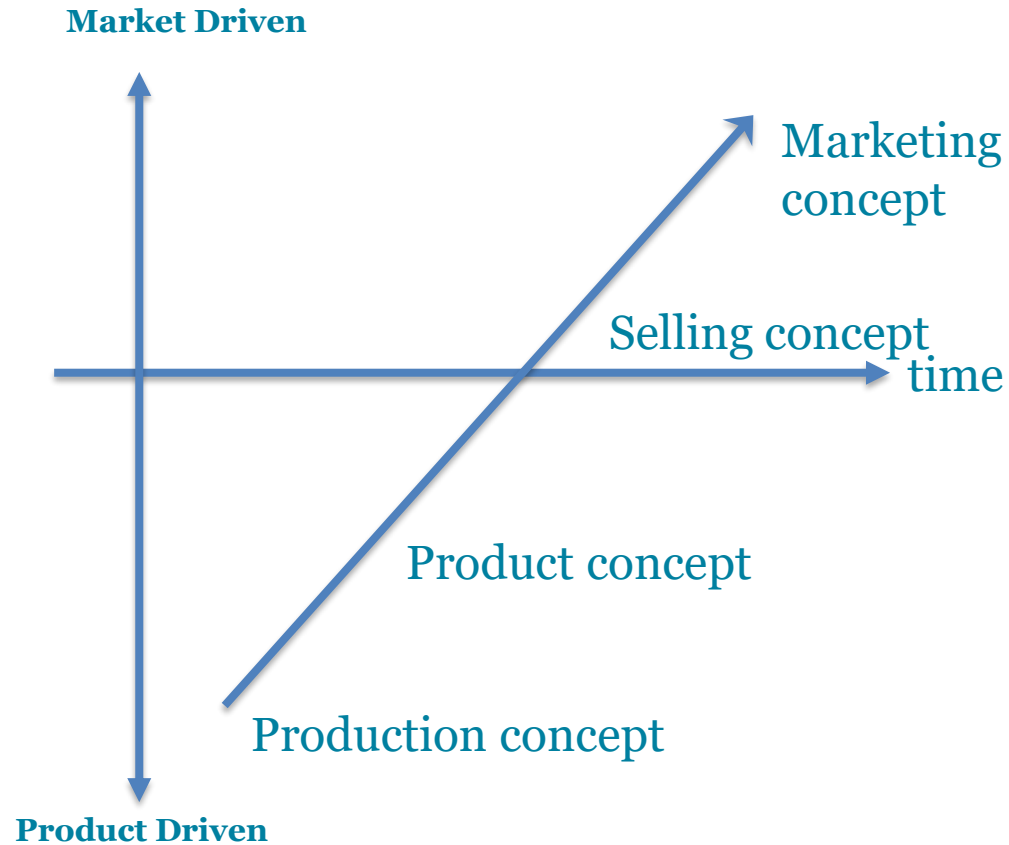 Market Driven
Marketing
concept
Selling concept
time
Product concept
Production concept
Product Driven